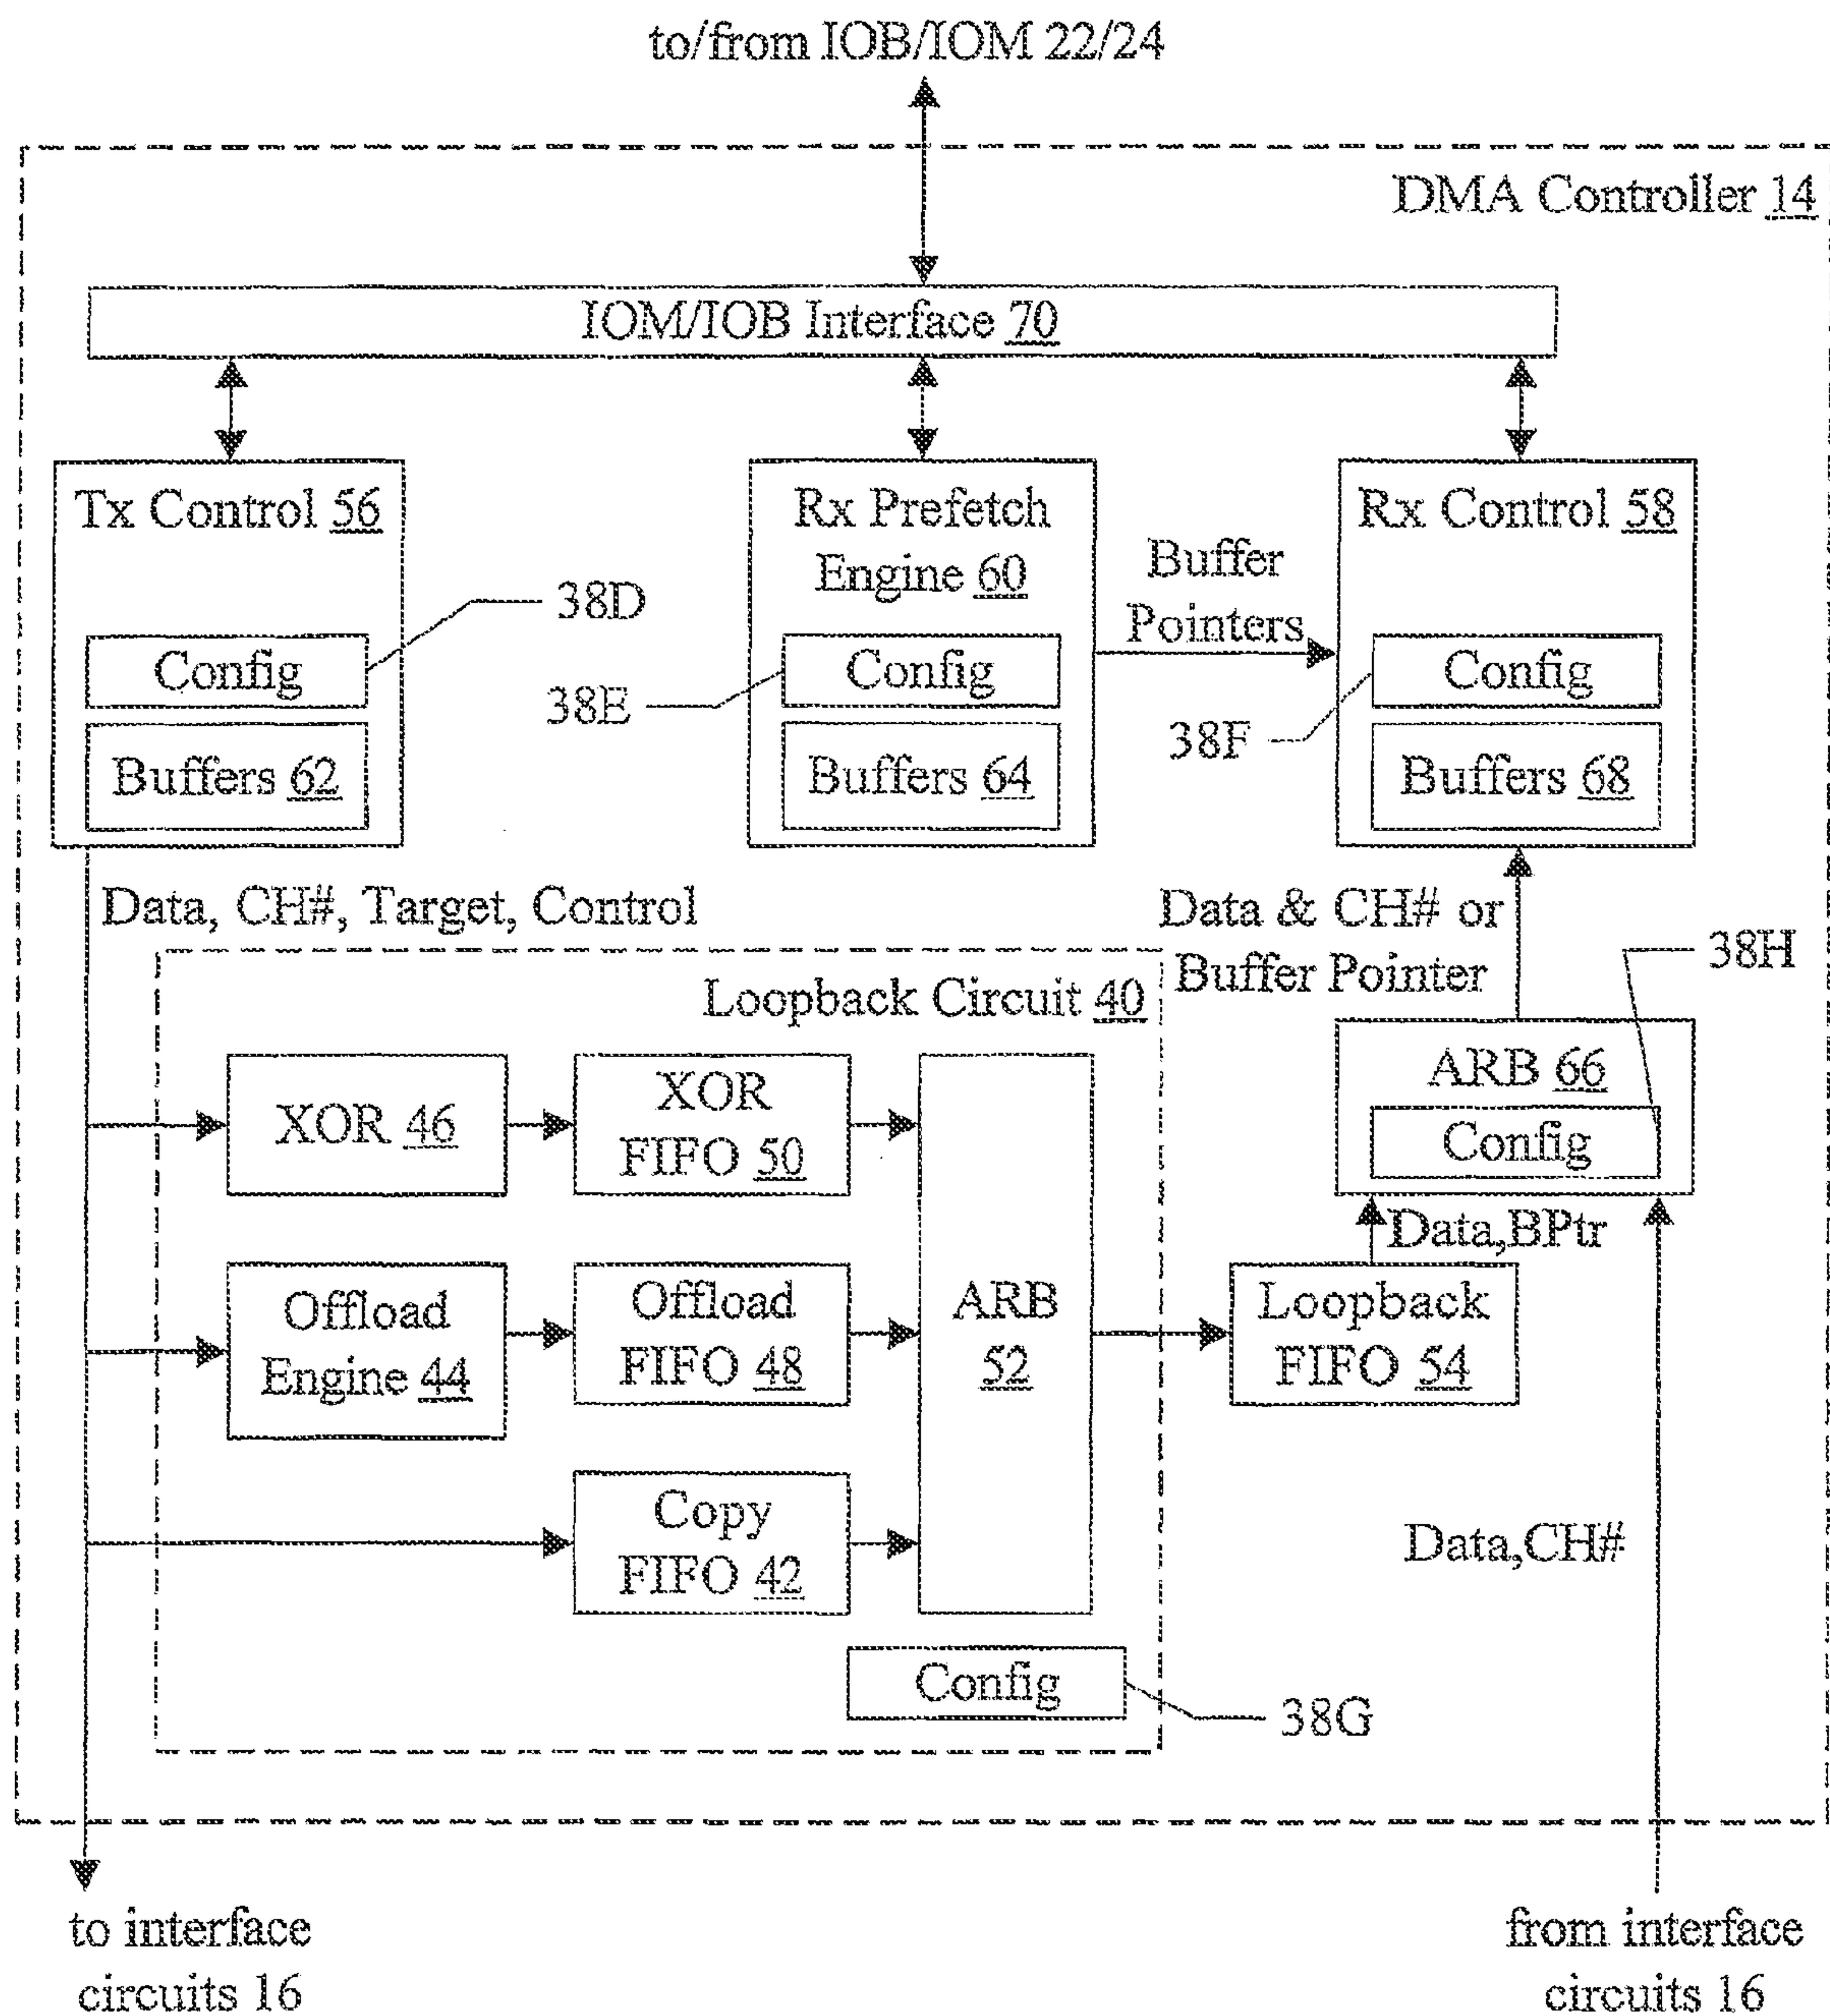 to/from IOB/IOM 22/24
DMA Controller 14
IOM/IOB Interface 70
Tx Control 56
Config
Buffers 62
38D
Rx Prefetch
Engine 60
Config
Buffers 64
38E
Buffer
Pointers
Rx Control 58
Config
Buffers 68
38F
Data, CH#, Target, Control
Data & CH# or
Buffer Pointer
38H
Loopback Circuit 40
ARB 66
Config
XOR 46
XOR
FIFO 50
Data,BPtr
Offload
Engine 44
Offload
FIFO 48
ARB
52
Loopback
FIFO 54
Copy
FIFO 42
Data,CH#
Config
38G
to interface
circuits 16
from interface
circuits 16